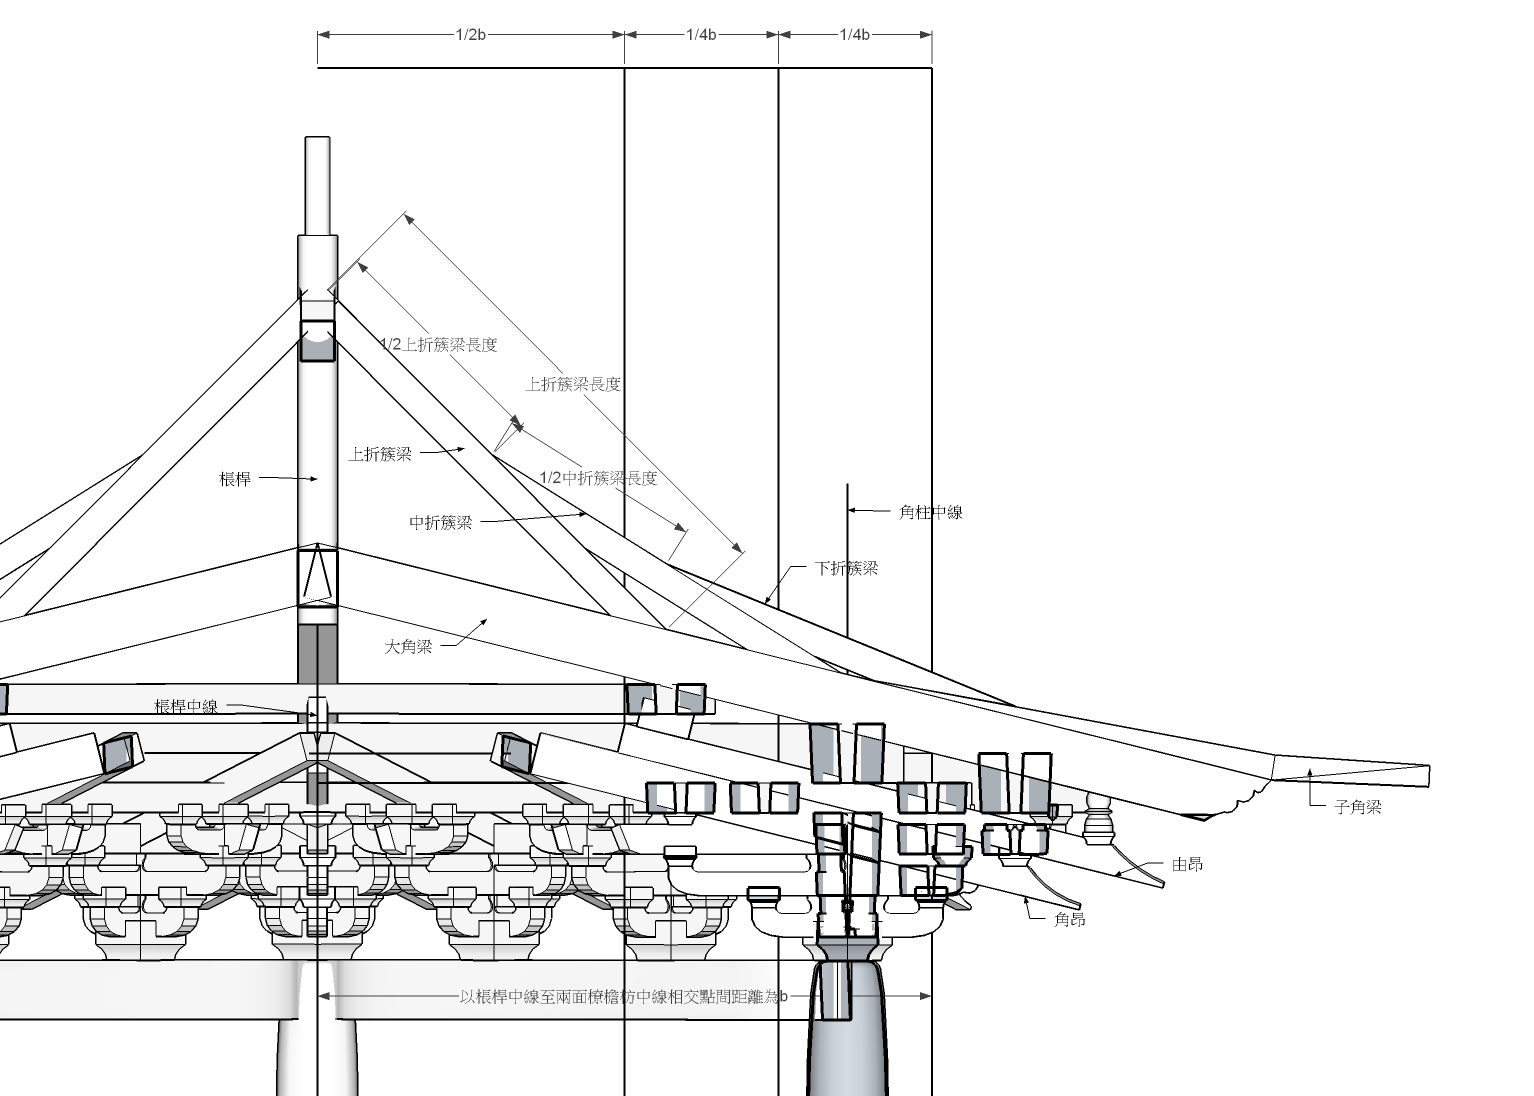 1/2b
1/4b
1/4b
1/2上折簇梁長度
上折簇梁長度
上折簇梁
1/2中折簇梁長度
棖桿
中折簇梁
角柱中線
下折簇梁
大角梁
棖桿中線
子角梁
由昂
角昂
以棖桿中線至兩面橑檐枋中線相交點間距離為b